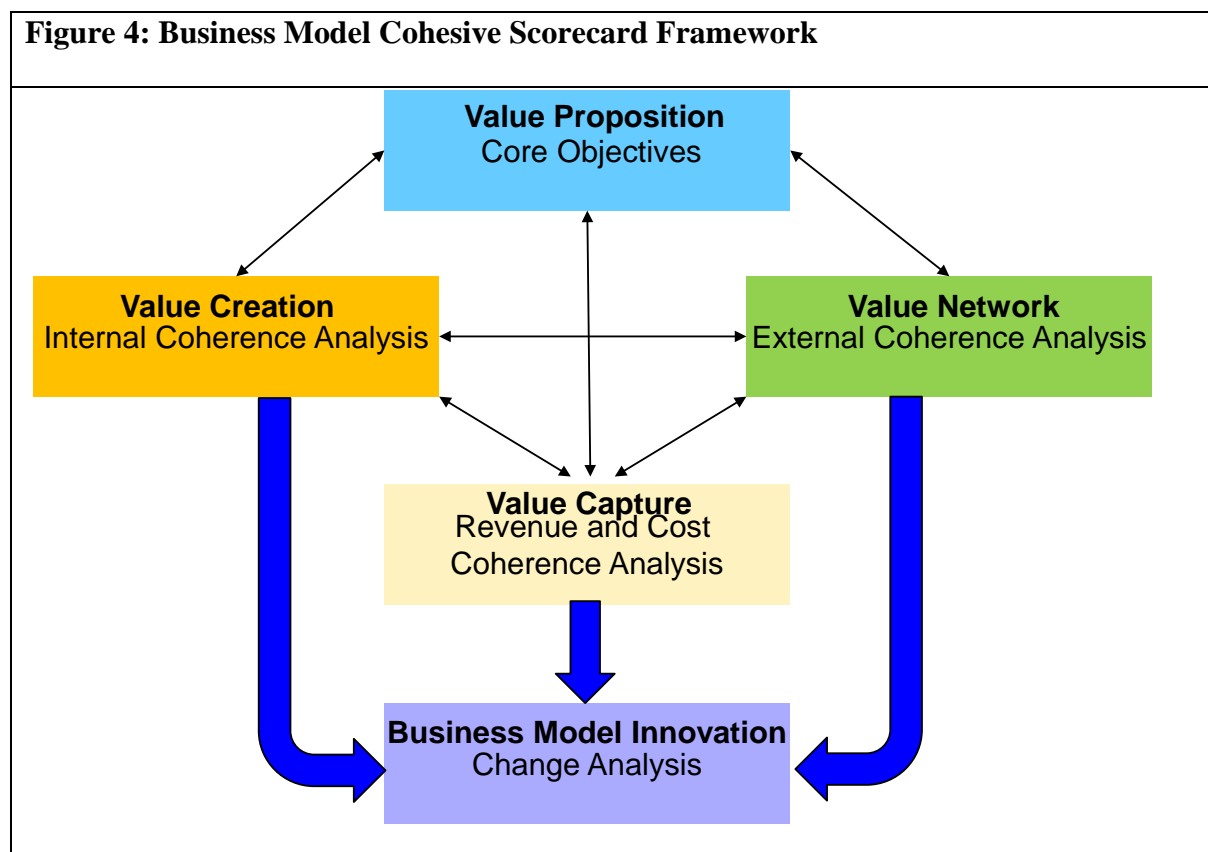 Figure 4: Business Model Cohesive Scorecard Framework
Value Proposition
Core Objectives
Value Creation
Internal Coherence Analysis
Value Network
External Coherence Analysis
Value Capture
Revenue and Cost
Coherence Analysis
Business Model Innovation
Change Analysis